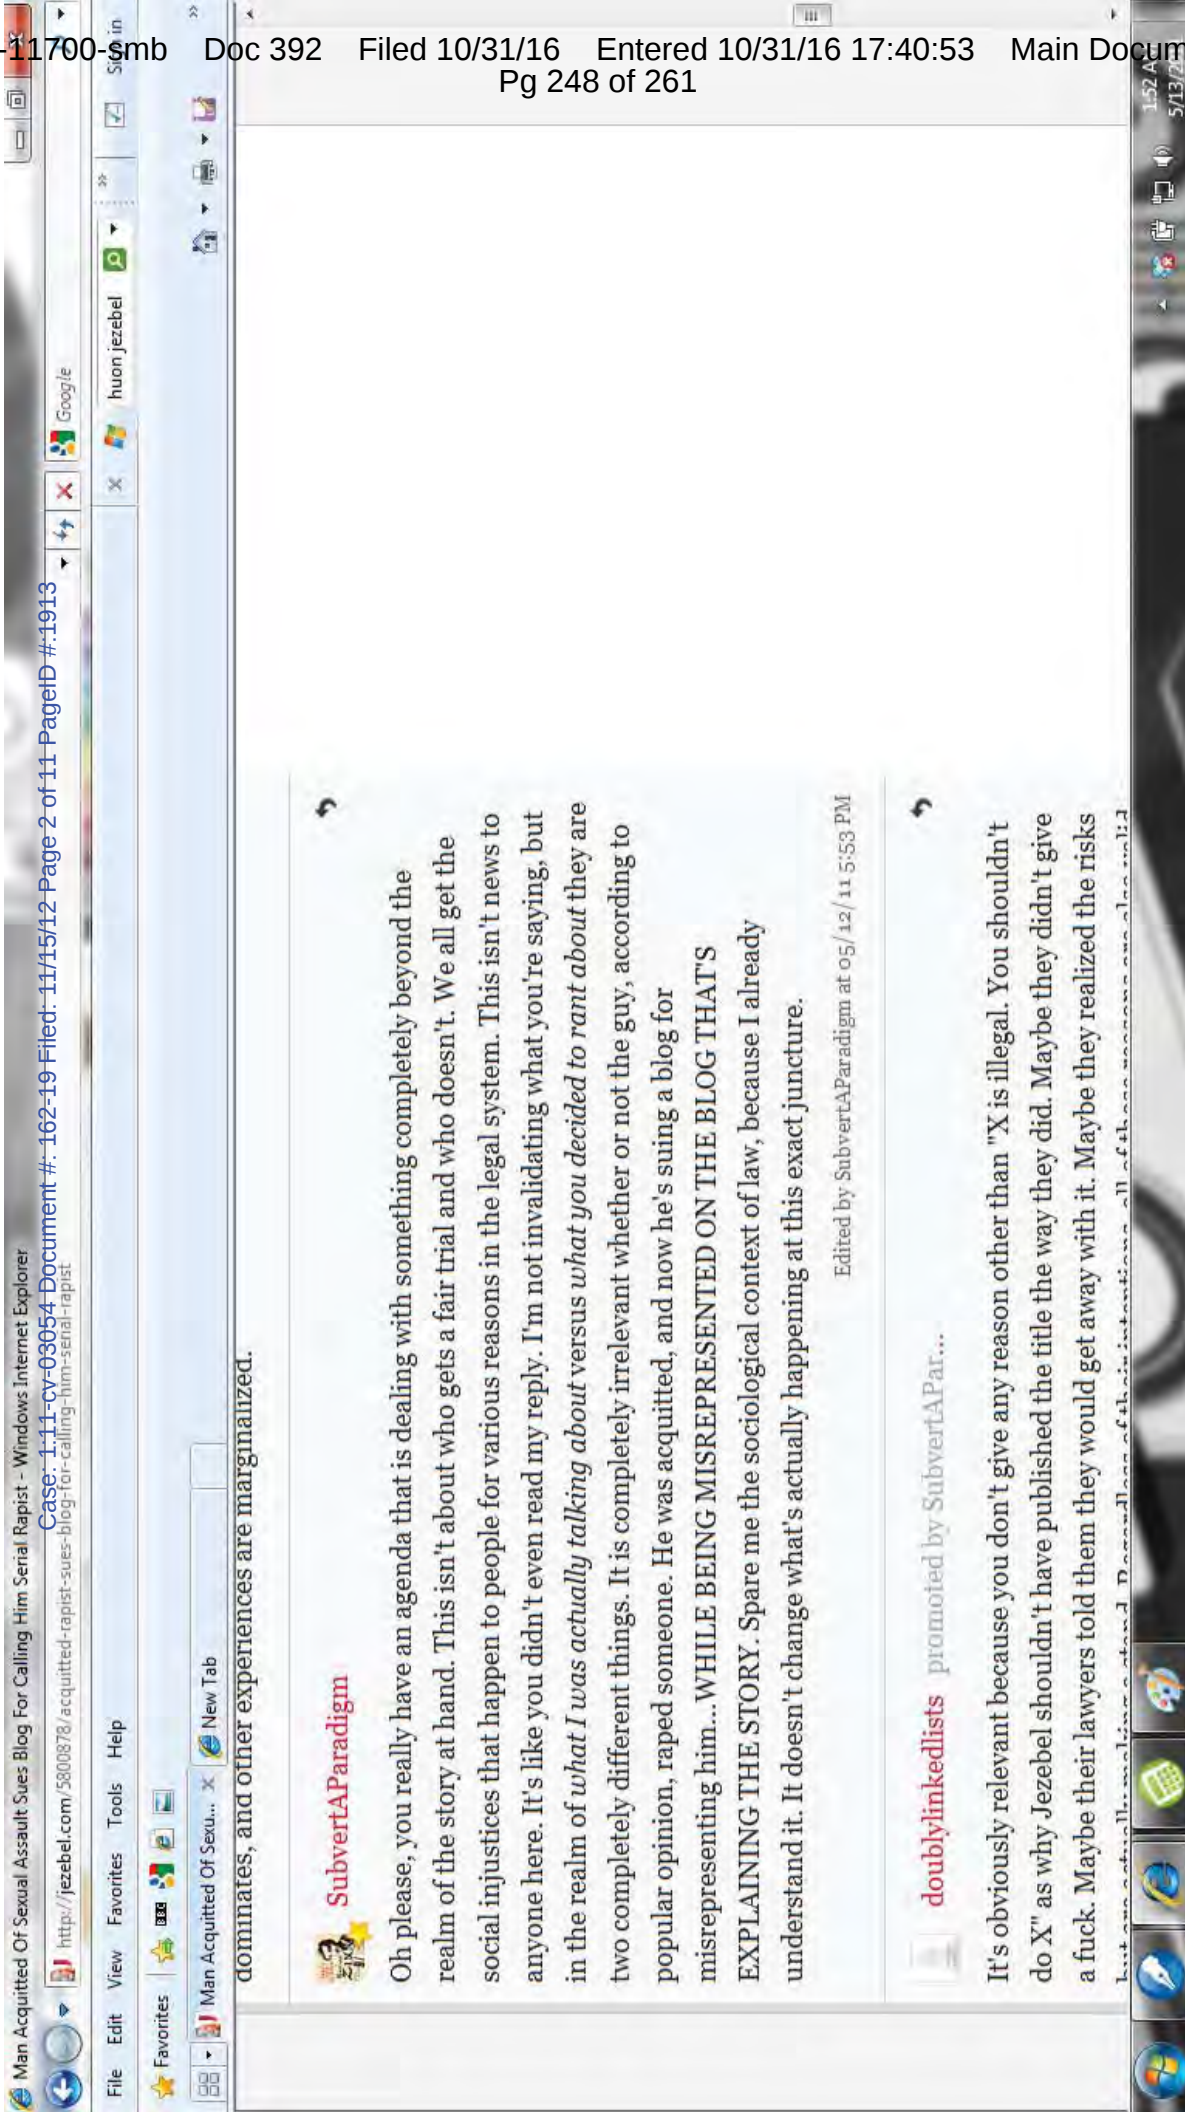 -11700-smb Doc 392 Filed 10/31/16 Entered 10/31/16 17:40:53 Main Docum
Pg 248 of 261
Man Acquitted Of Sexual Assault Sues Blog For Calling Him Serial Rapist - Windows Internet Explorer
Case: 1:11-cv-03054 Document #: 162-19 Filed: 11/15/12 Page 2 of 11 PageID #:1913
http://jezebel.com/5800878/acquitted-rapist-sues-blog-for-calling-him-serial-rapist
Google
huon jezebel
Sign in
File Edit View Favorites Tools Help
Favorites
BBC
Man Acquitted Of Sexu... New Tab
dominates, and other experiences are marginalized.
SubvertAParadigm
Oh please, you really have an agenda that is dealing with something completely beyond the
realm of the story at hand. This isn't about who gets a fair trial and who doesn't. We all get the
social injustices that happen to people for various reasons in the legal system. This isn't news to
anyone here. It's like you didn't even read my reply. I'm not invalidating what you're saying, but
in the realm of what I was actually talking about versus what you decided to rant about they are
two completely different things. It is completely irrelevant whether or not the guy, according to
popular opinion, raped someone. He was acquitted, and now he's suing a blog for
misrepresenting him...WHILE BEING MISREPRESENTED ON THE BLOG THAT'S
EXPLAINING THE STORY. Spare me the sociological context of law, because I already
understand it. It doesn't change what's actually happening at this exact juncture.
Edited by SubvertAParadigm at 05/12/11 5:53 PM
doublylinkedlists promoted by SubvertAPar...
It's obviously relevant because you don't give any reason other than "X is illegal. You shouldn't
do X" as why Jezebel shouldn't have published the title the way they did. Maybe they didn't give
a fuck. Maybe their lawyers told them they would get away with it. Maybe they realized the risks
1:52 A
5/13/2